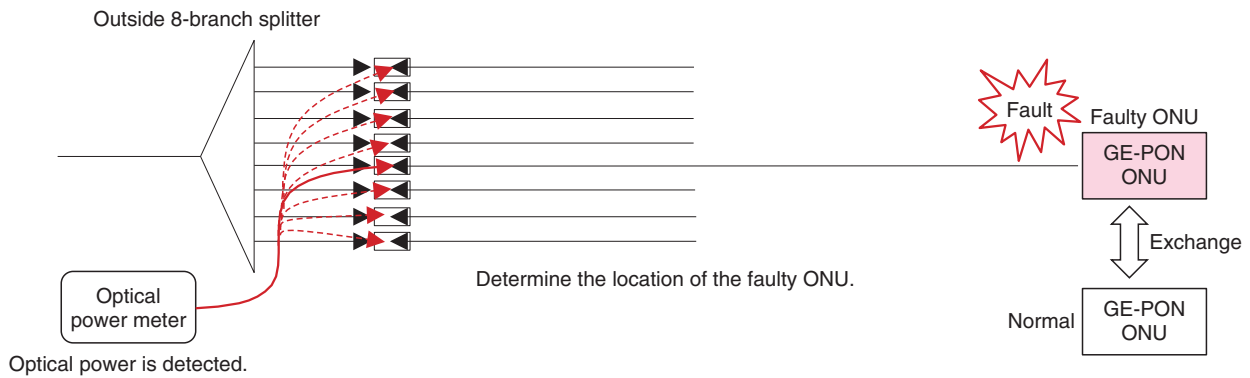 Outside 8-branch splitter
Fault
Faulty ONU
GE-PON
ONU
Exchange
Determine the location of the faulty ONU.
Optical
power meter
Normal
GE-PON
ONU
Optical power is detected.